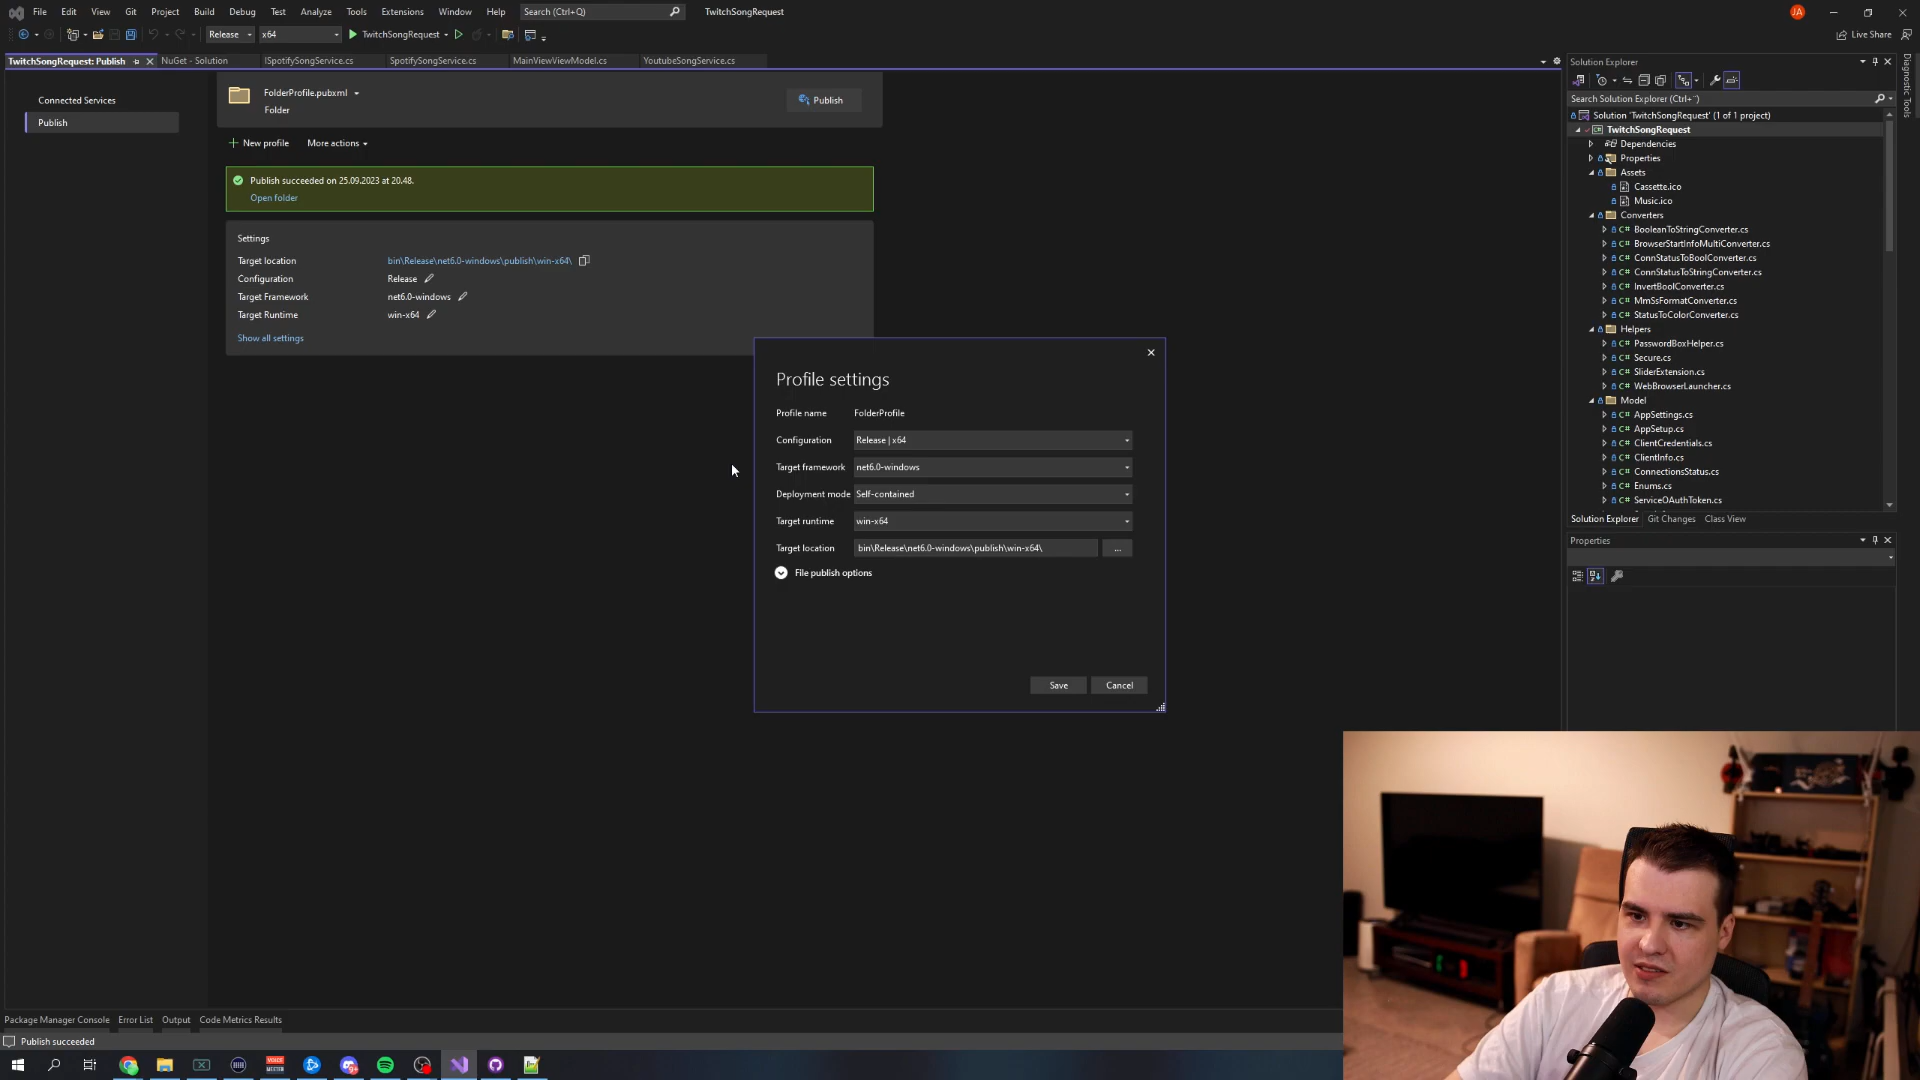 File Edit View Git Project Build Debug Test Analyze Tools Extensions Window Help Search (Ctrl+Q) TwitchSongRequest JA
Release x64 TwitchSongRequest Live Share
TwitchSongRequest: Publish NuGet - Solution ISpotifySongService.cs SpotifySongService.cs MainViewViewModel.cs YoutubeSongService.cs
Connected Services
Publish
FolderProfile.pubxml
Folder
Publish
New profile More actions
Publish succeeded on 25.09.2023 at 20.48.
Open folder
Settings
Target location bin\Release\net6.0-windows\publish\win-x64\
Configuration Release
Target Framework net6.0-windows
Target Runtime win-x64
Show all settings
Profile settings
Profile name FolderProfile
Configuration Release | x64
Target framework net6.0-windows
Deployment mode Self-contained
Target runtime win-x64
Target location bin\Release\net6.0-windows\publish\win-x64\ ...
File publish options
Save Cancel
Solution Explorer
Search Solution Explorer (Ctrl+¨)
Solution 'TwitchSongRequest' (1 of 1 project)
TwitchSongRequest
Dependencies
Properties
Assets
Cassette.ico
Music.ico
Converters
C# BooleanToStringConverter.cs
C# BrowserStartInfoMultiConverter.cs
C# ConnStatusToBoolConverter.cs
C# ConnStatusToStringConverter.cs
C# InvertBoolConverter.cs
C# MmSsFormatConverter.cs
C# StatusToColorConverter.cs
Helpers
C# PasswordBoxHelper.cs
C# Secure.cs
C# SliderExtension.cs
C# WebBrowserLauncher.cs
Model
C# AppSettings.cs
C# AppSetup.cs
C# ClientCredentials.cs
C# ClientInfo.cs
C# ConnectionsStatus.cs
C# Enums.cs
C# ServiceOAuthToken.cs
Solution Explorer Git Changes Class View
Properties
Diagnostic Tools
Package Manager Console Error List Output Code Metrics Results
Publish succeeded